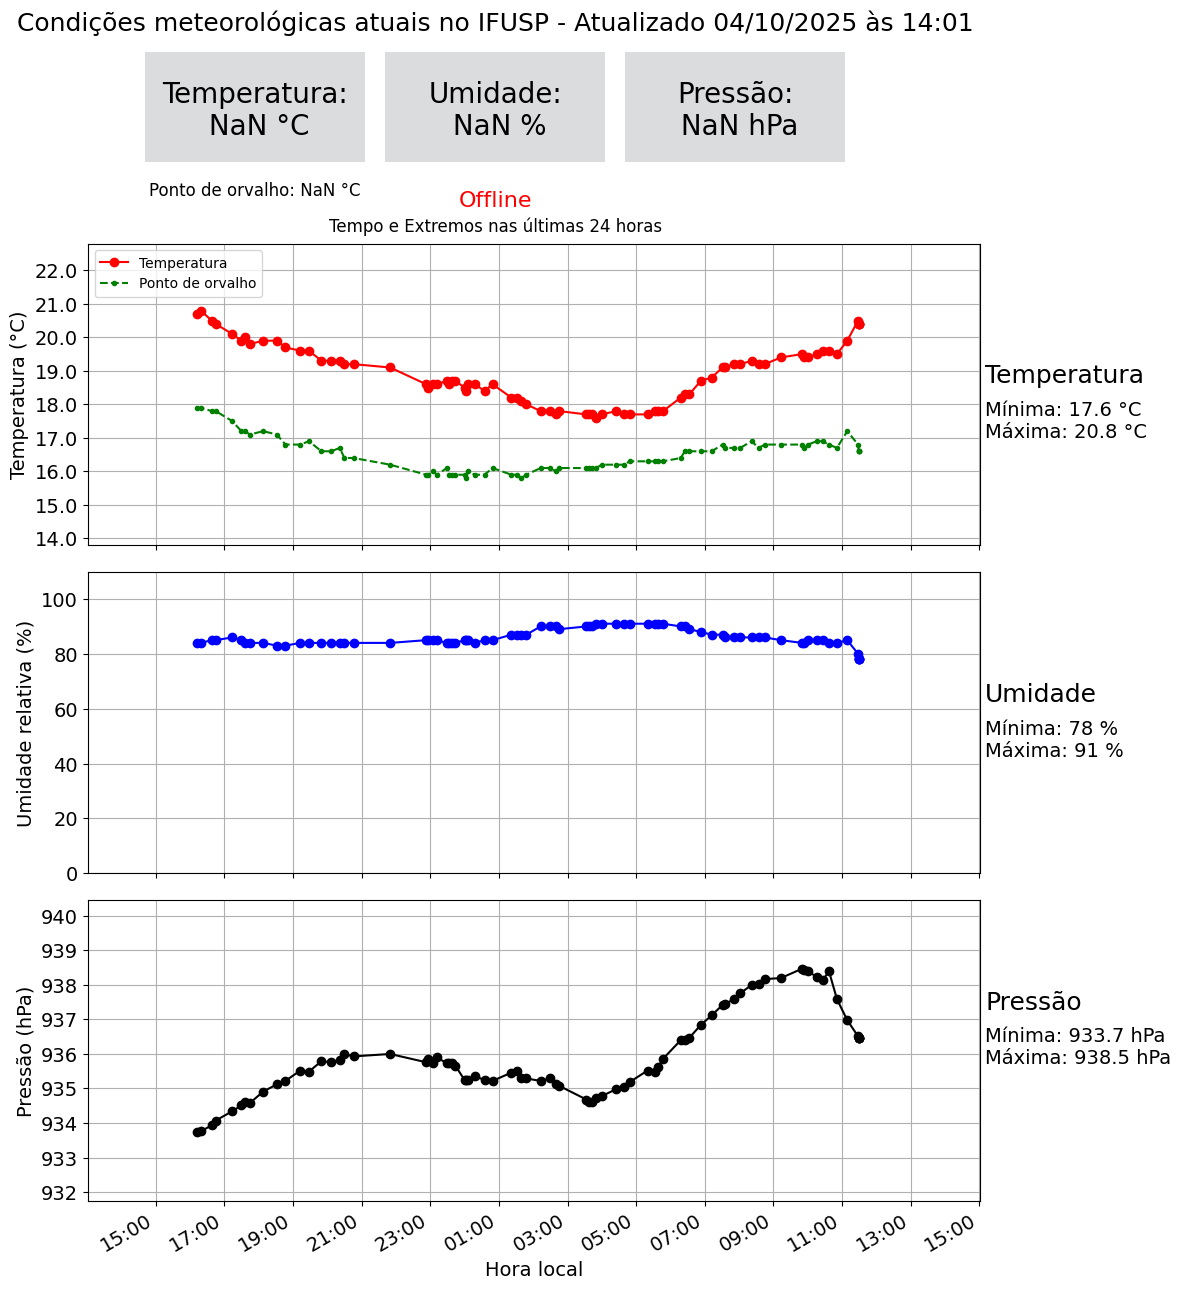 Condições meteorológicas atuais no IFUSP - Atualizado 04/10/2025 às 14:01
Temperatura:
NaN °C
Umidade:
NaN %
Pressão:
NaN hPa
Ponto de orvalho: NaN °C
Offline
Tempo e Extremos nas últimas 24 horas
Temperatura
Ponto de orvalho
Temperatura (°C)
22.0
21.0
20.0
19.0
18.0
17.0
16.0
15.0
14.0
Temperatura
Mínima: 17.6 °C
Máxima: 20.8 °C
Umidade relativa (%)
100
80
60
40
20
0
Umidade
Mínima: 78 %
Máxima: 91 %
Pressão (hPa)
940
939
938
937
936
935
934
933
932
Pressão
Mínima: 933.7 hPa
Máxima: 938.5 hPa
15:00
17:00
19:00
21:00
23:00
01:00
03:00
05:00
07:00
09:00
11:00
13:00
15:00
Hora local